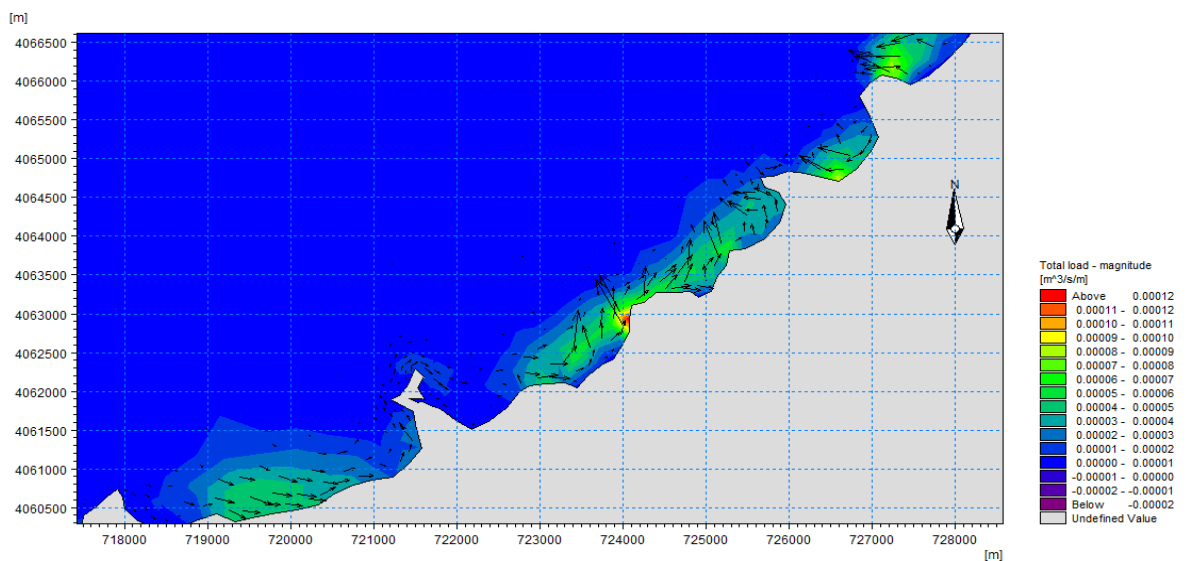 [m]
4066500
4066000
4065500
4065000
4064500
4064000
4063500
4063000
4062500
4062000
4061500
4061000
4060500
718000 719000 720000 721000 722000 723000 724000 725000 726000 727000 728000
[m]
N
Total load - magnitude
[m^3/s/m]
Above 0.00012
0.00011 - 0.00012
0.00010 - 0.00011
0.00009 - 0.00010
0.00008 - 0.00009
0.00007 - 0.00008
0.00006 - 0.00007
0.00005 - 0.00006
0.00004 - 0.00005
0.00003 - 0.00004
0.00002 - 0.00003
0.00001 - 0.00002
0.00000 - 0.00001
-0.00001 - 0.00000
-0.00002 - -0.00001
Below -0.00002
Undefined Value